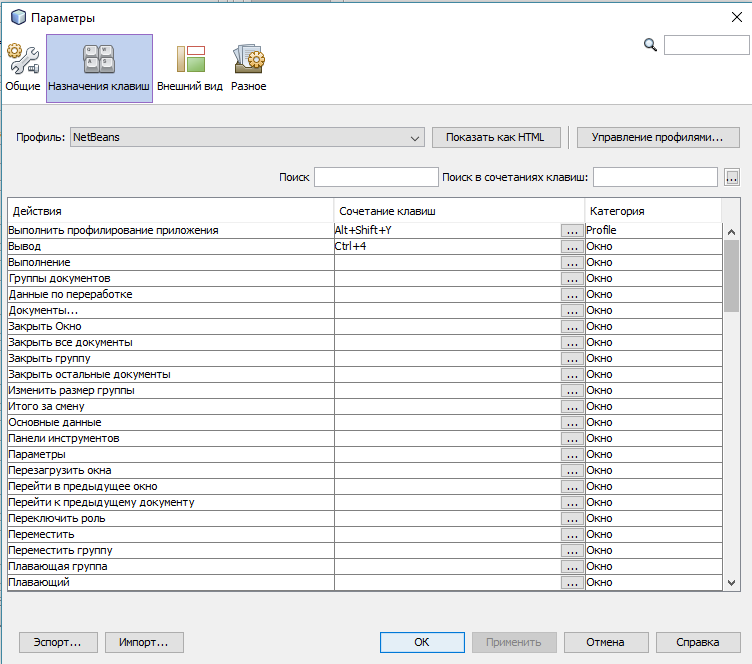 Параметры
Общие Назначения клавиш Внешний вид Разное
Профиль: NetBeans Показать как HTML Управление профилями...
Поиск Поиск в сочетаниях клавиш: ...
Действия Сочетание клавиш Категория
Выполнить профилирование приложения Alt+Shift+Y ... Profile
Вывод Ctrl+4 ... Окно
Выполнение ... Окно
Группы документов ... Окно
Данные по переработке ... Окно
Документы... ... Окно
Закрыть Окно ... Окно
Закрыть все документы ... Окно
Закрыть группу ... Окно
Закрыть остальные документы ... Окно
Изменить размер группы ... Окно
Итого за смену ... Окно
Основные данные ... Окно
Панели инструментов ... Окно
Параметры ... Окно
Перезагрузить окна ... Окно
Перейти в предыдущее окно ... Окно
Перейти к предыдущему документу ... Окно
Переключить роль ... Окно
Переместить ... Окно
Переместить группу ... Окно
Плавающая группа ... Окно
Плавающий ... Окно
Эспорт... Импорт... ОК Применить Отмена Справка